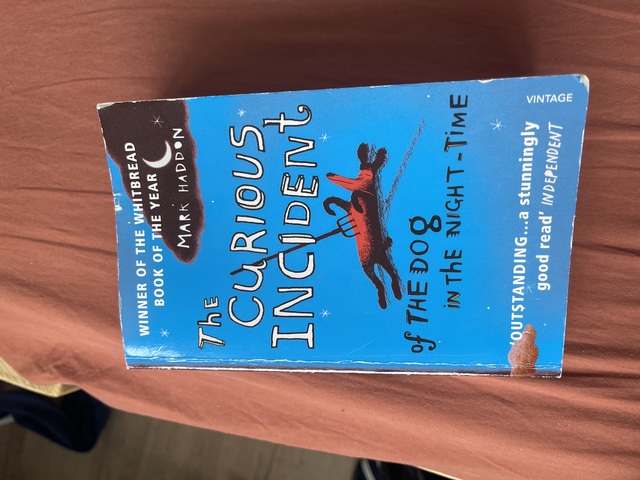 WINNER OF THE WHITBREAD
BOOK OF THE YEAR
MARK HADDON
THE
CURIOUS
INCIDENT
of THE DOG
in the NIGHT-TIME
'OUTSTANDING...a stunningly
good read' INDEPENDENT
VINTAGE